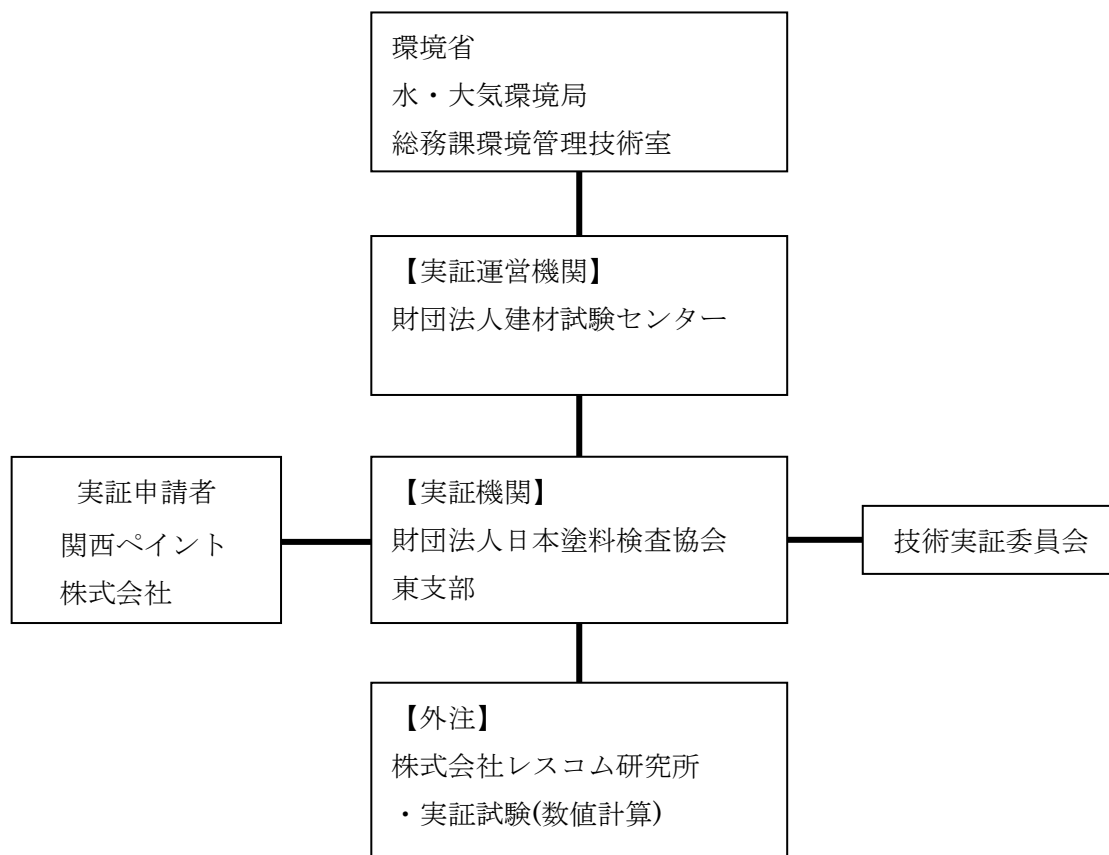 環境省
水・大気環境局
総務課環境管理技術室
【実証運営機関】
財団法人建材試験センター
実証申請者
関西ペイント
株式会社
【実証機関】
財団法人日本塗料検査協会
東支部
技術実証委員会
【外注】
株式会社レスコム研究所
・実証試験(数値計算)